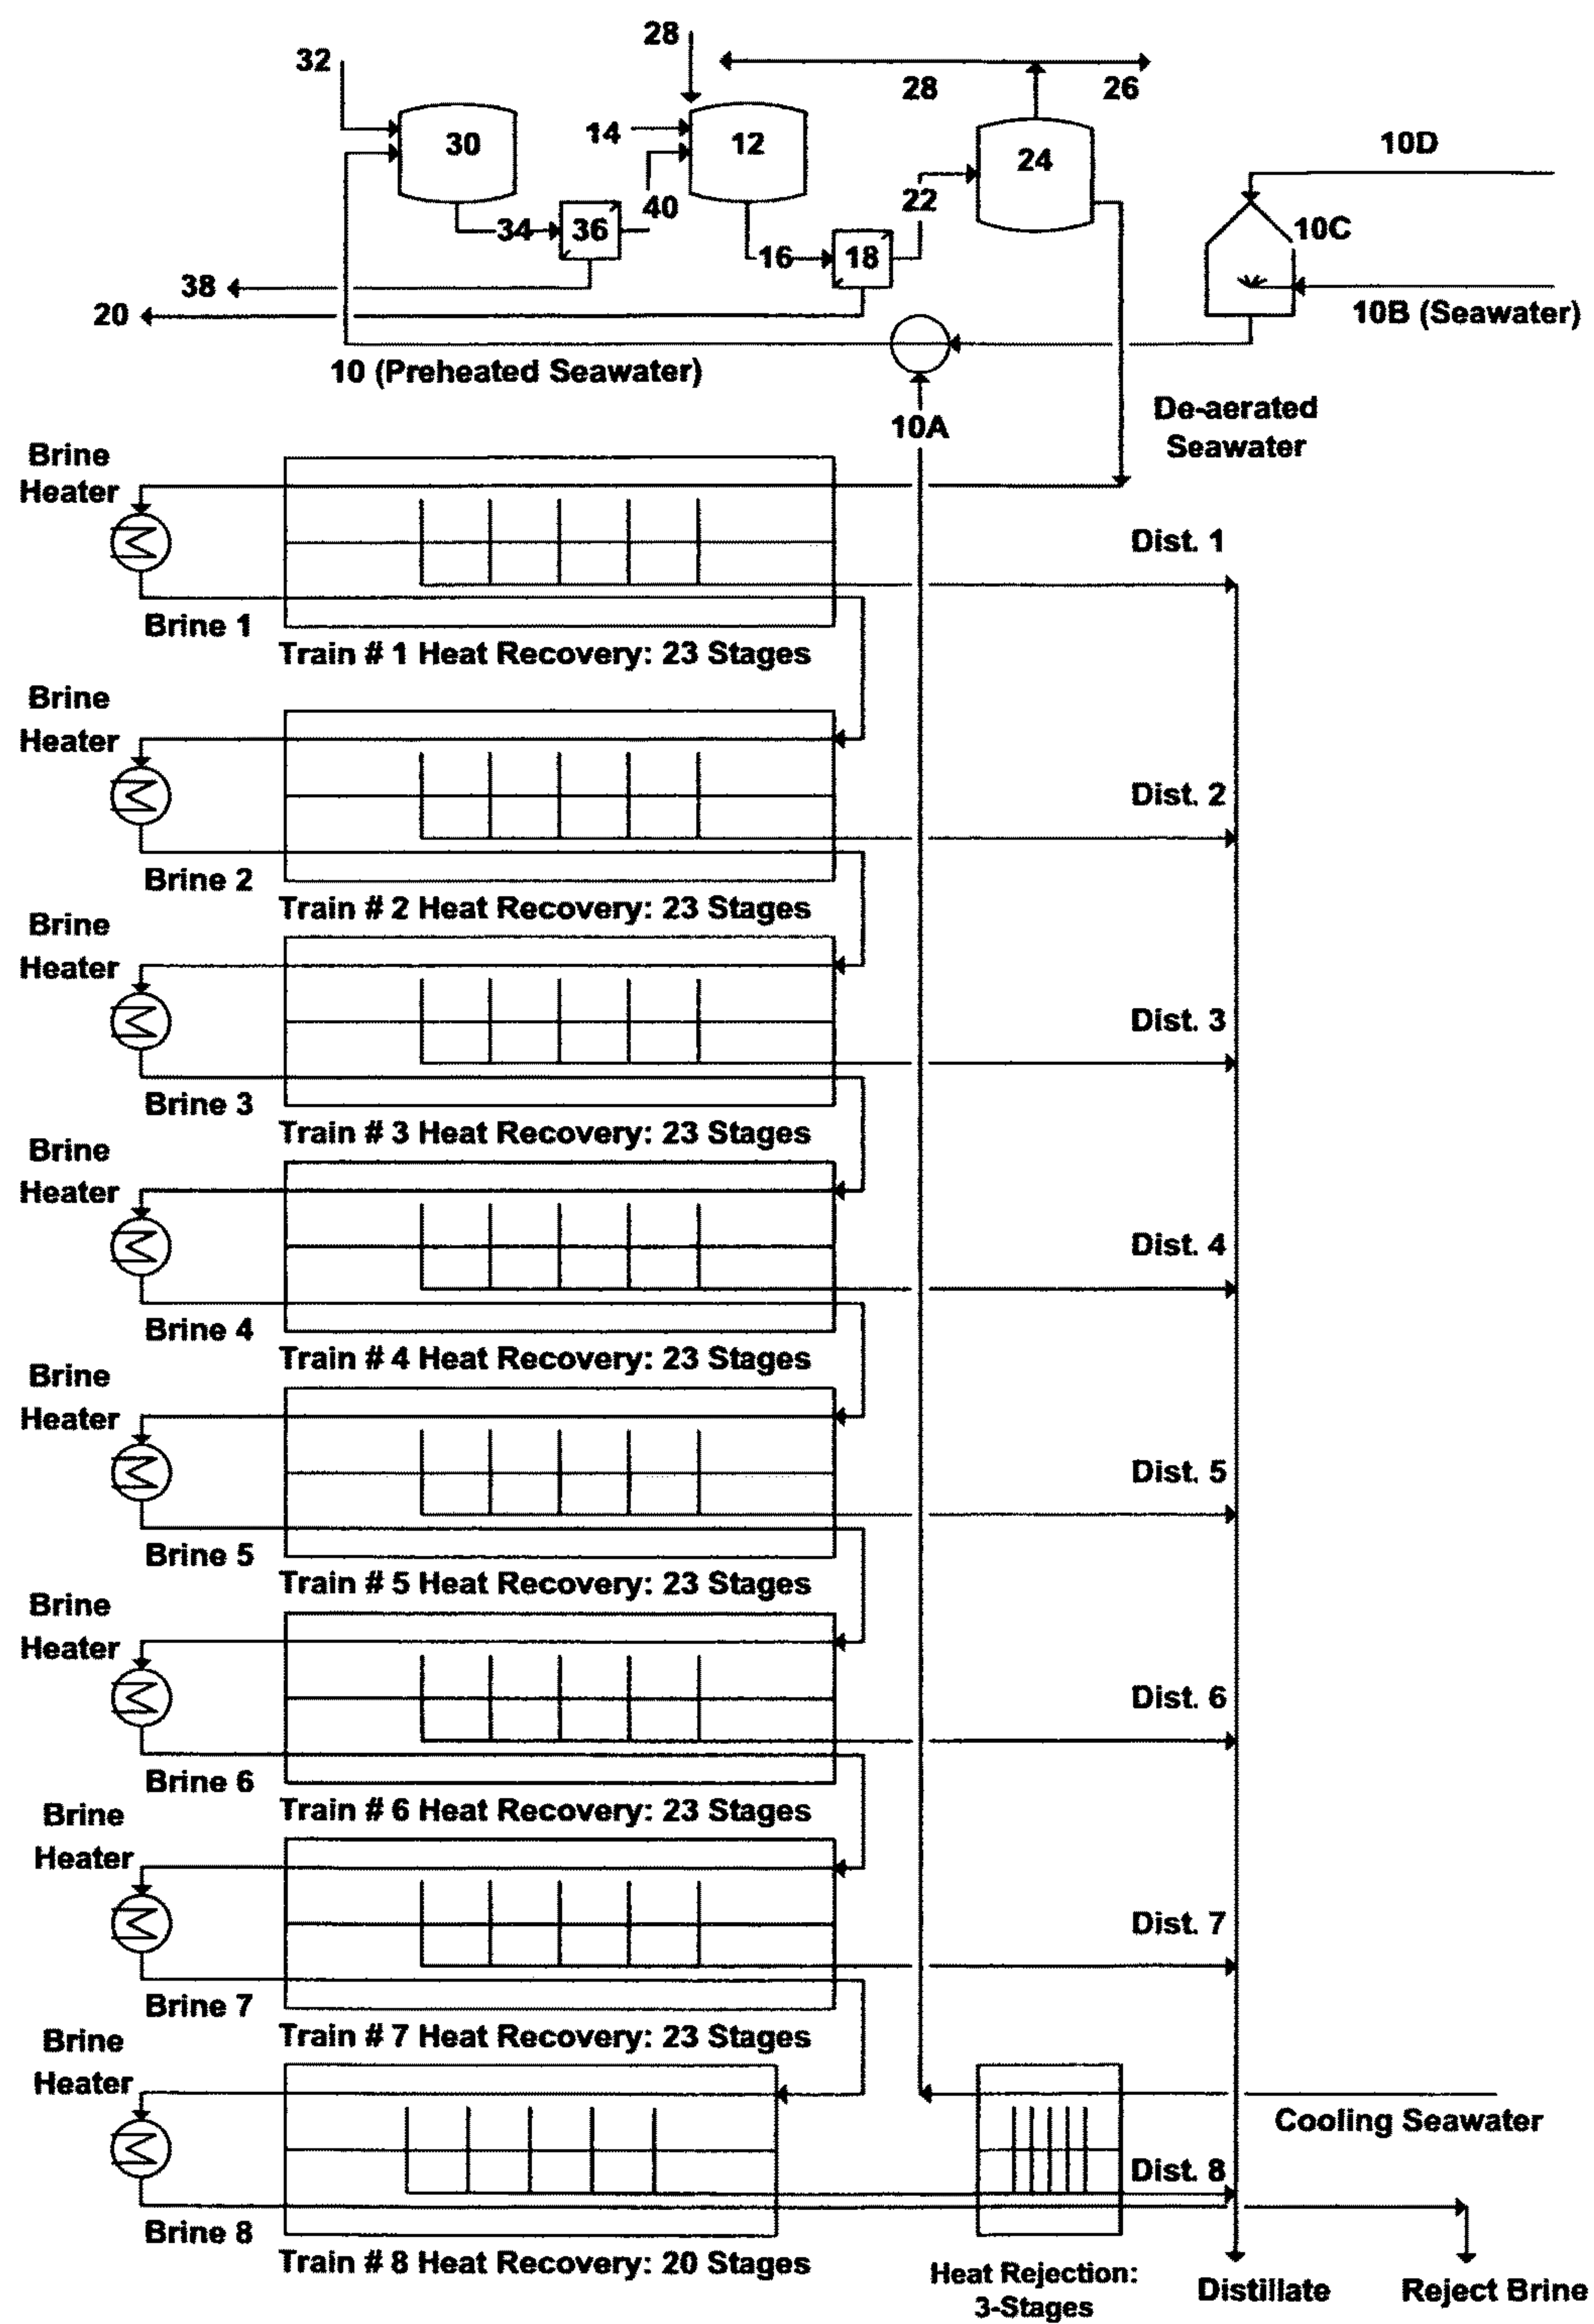 28
32
28
26
10D
30
14
12
24
40
22
34
36
10C
16
18
38
20
10B (Seawater)
10 (Preheated Seawater)
10A
De-aerated
Seawater
Brine
Heater
Dist. 1
Brine 1
Train # 1 Heat Recovery: 23 Stages
Brine
Heater
Dist. 2
Brine 2
Train # 2 Heat Recovery: 23 Stages
Brine
Heater
Dist. 3
Brine 3
Train # 3 Heat Recovery: 23 Stages
Brine
Heater
Dist. 4
Brine 4
Train # 4 Heat Recovery: 23 Stages
Brine
Heater
Dist. 5
Brine 5
Train # 5 Heat Recovery: 23 Stages
Brine
Heater
Dist. 6
Brine 6
Train # 6 Heat Recovery: 23 Stages
Brine
Heater
Dist. 7
Brine 7
Train # 7 Heat Recovery: 23 Stages
Brine
Heater
Cooling Seawater
Dist. 8
Brine 8
Train # 8 Heat Recovery: 20 Stages
Heat Rejection:
3-Stages
Distillate
Reject Brine